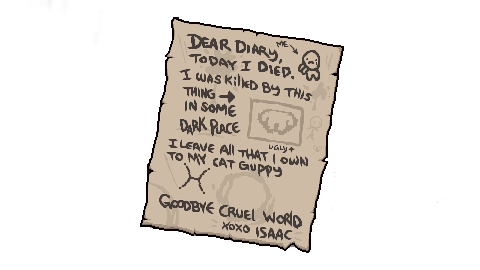 DEAR DIARY, ME
TODAY I DIED.
I WAS KILLED BY THIS
THING
IN SOME
DARK PLACE
UGLY
I LEAVE ALL THAT I OWN
TO MY CAT GUPPY
GOODBYE CRUEL WORLD
XOXO ISAAC